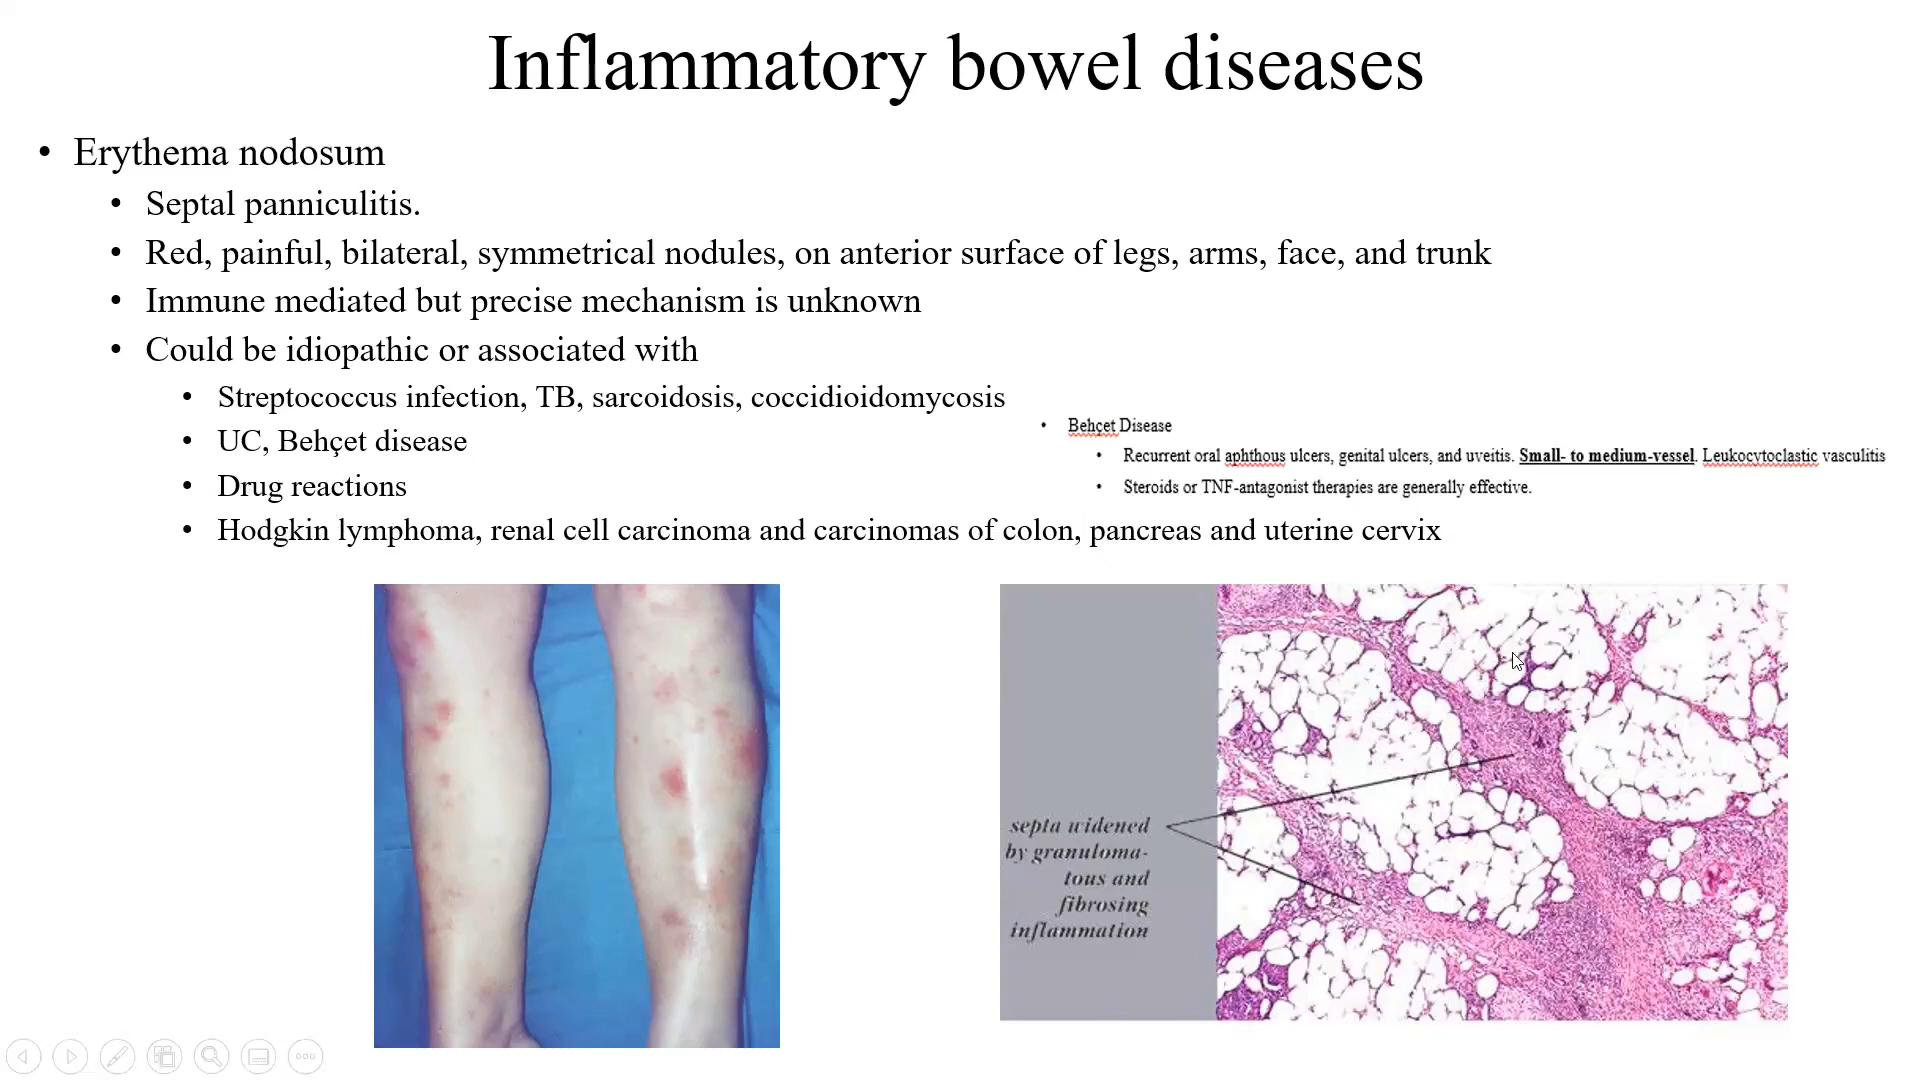 Inflammatory bowel diseases
• Erythema nodosum
• Septal panniculitis.
• Red, painful, bilateral, symmetrical nodules, on anterior surface of legs, arms, face, and trunk
• Immune mediated but precise mechanism is unknown
• Could be idiopathic or associated with
• Streptococcus infection, TB, sarcoidosis, coccidioidomycosis
• UC, Behçet disease
• Drug reactions
• Hodgkin lymphoma, renal cell carcinoma and carcinomas of colon, pancreas and uterine cervix
• Behçet Disease
• Recurrent oral aphthous ulcers, genital ulcers, and uveitis. Small- to medium-vessel. Leukocytoclastic vasculitis
• Steroids or TNF-antagonist therapies are generally effective.
septa widened
by granuloma-
tous and
fibrosing
inflammation